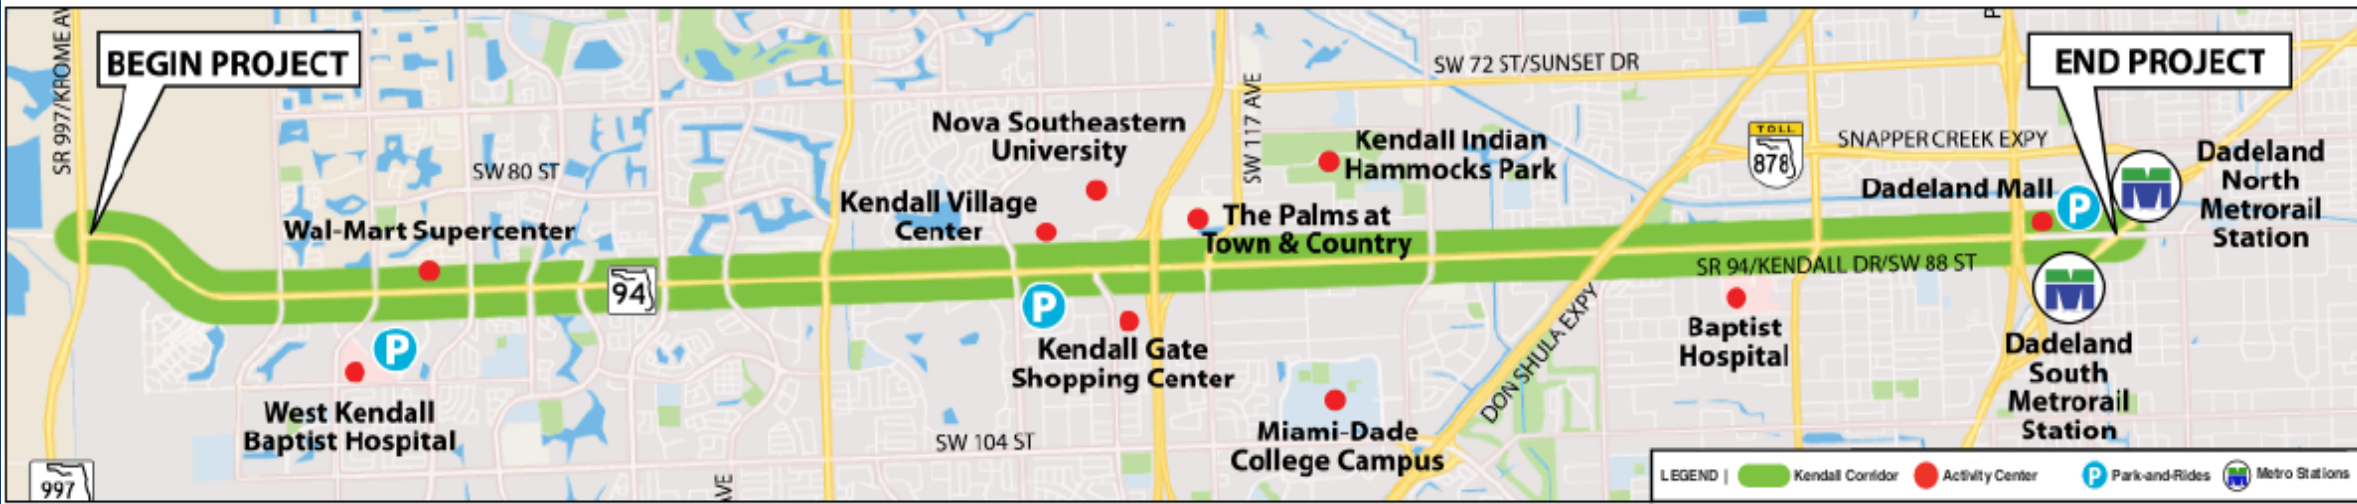 SR 997/KROME AV
BEGIN PROJECT
SW 80 ST
Wal-Mart Supercenter
West Kendall
Baptist Hospital
P
997
94
Nova Southeastern
University
Kendall Village
Center
P
Kendall Gate
Shopping Center
SW 104 ST
AVE
SW 117 AVE
SW 72 ST/SUNSET DR
Kendall Indian
Hammocks Park
The Palms at
Town & Country
Miami-Dade
College Campus
DON SHULA EXPY
TOLL
878
SNAPPER CREEK EXPY
P
END PROJECT
Dadeland Mall
P
Dadeland
North
Metrorail
Station
SR 94/KENDALL DR/SW 88 ST
Baptist
Hospital
Dadeland
South
Metrorail
Station
LEGEND | Kendall Corridor Activity Center P Park-and-Rides Metro Stations